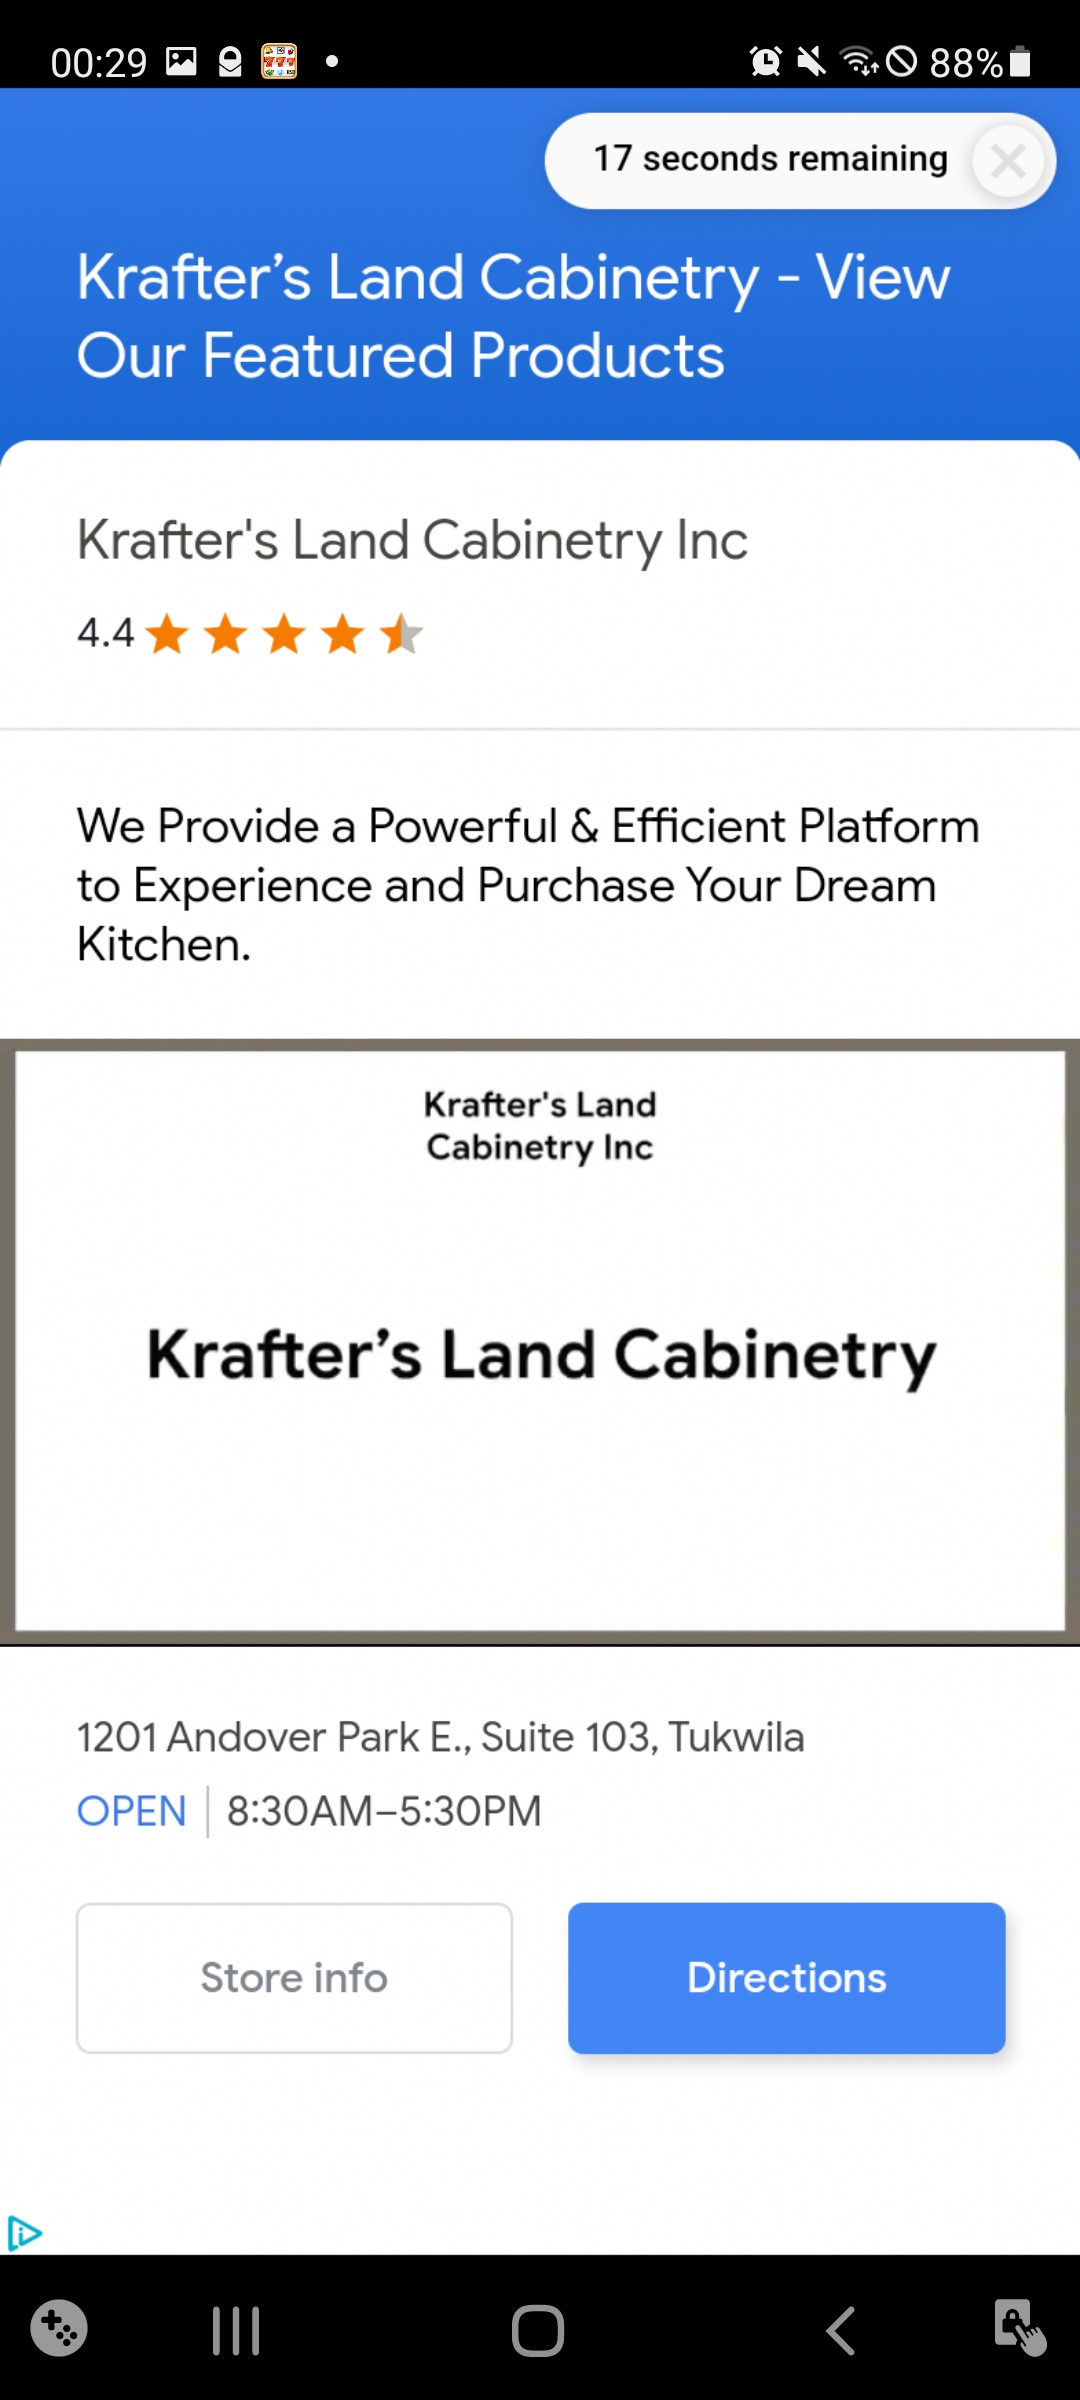 00:29
88%
17 seconds remaining
Krafter’s Land Cabinetry - View
Our Featured Products
Krafter's Land Cabinetry Inc
4.4
We Provide a Powerful & Efficient Platform
to Experience and Purchase Your Dream
Kitchen.
Krafter's Land
Cabinetry Inc
Krafter’s Land Cabinetry
1201 Andover Park E., Suite 103, Tukwila
OPEN 8:30AM–5:30PM
Store info
Directions